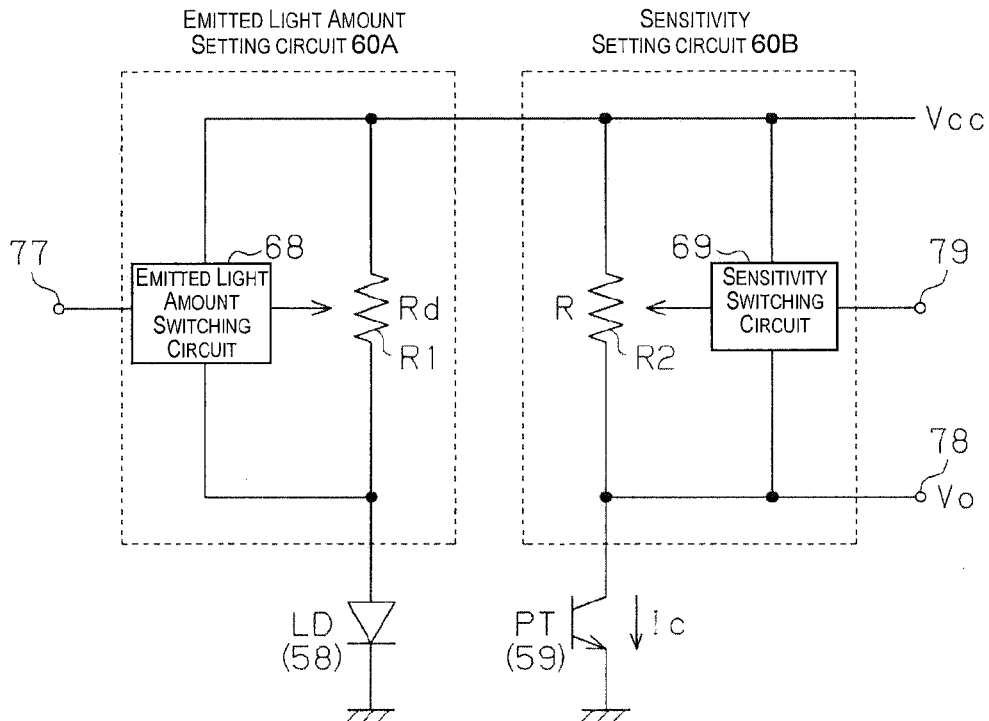 EMITTED LIGHT AMOUNT
SETTING CIRCUIT 60A
SENSITIVITY
SETTING CIRCUIT 60B
Vcc
77
68
69
79
EMITTED LIGHT
AMOUNT
SWITCHING
CIRCUIT
Rd
R1
R
R2
SENSITIVITY
SWITCHING
CIRCUIT
78
Vo
LD
(58)
PT
(59)
Ic